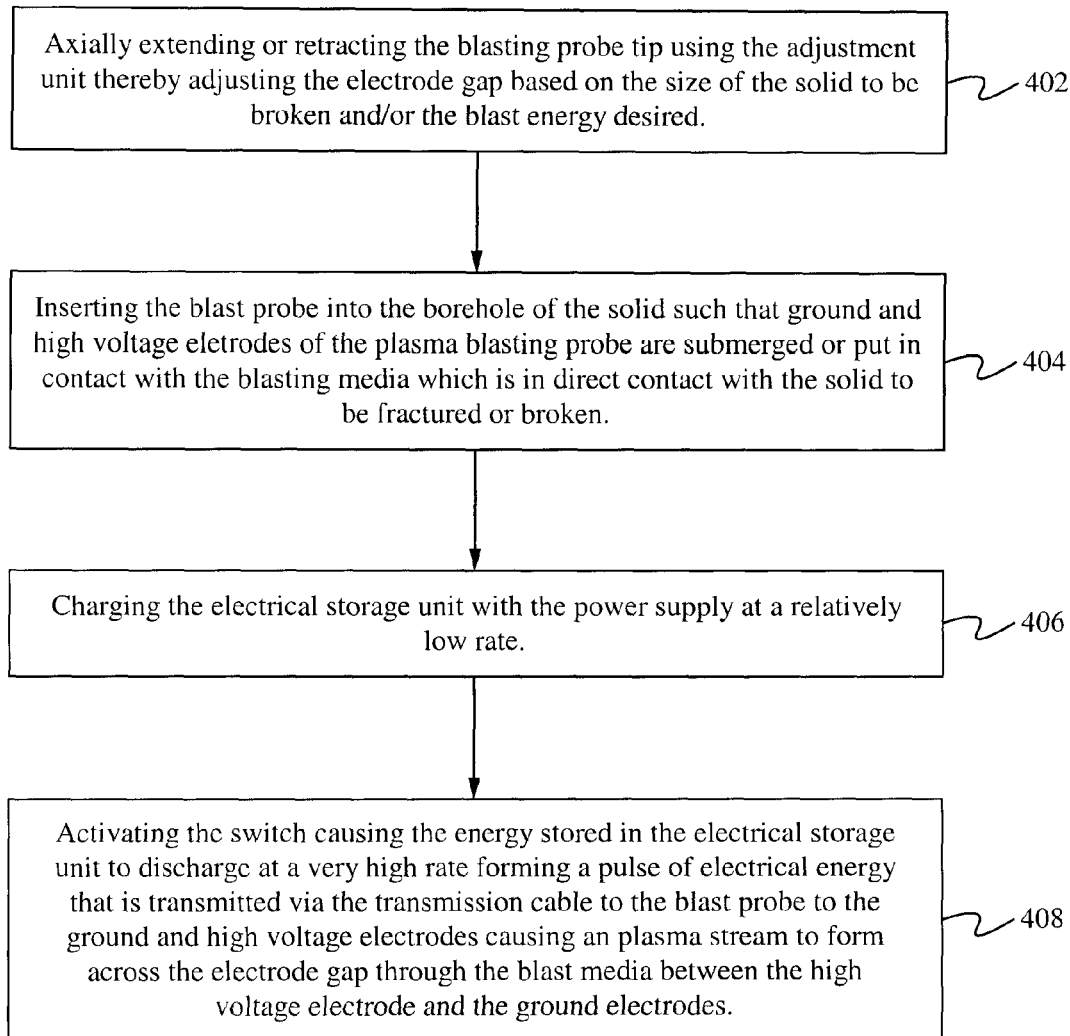 Axially extending or retracting the blasting probe tip using the adjustment
unit thereby adjusting the electrode gap based on the size of the solid to be
broken and/or the blast energy desired.
402
Inserting the blast probe into the borehole of the solid such that ground and
high voltage eletrodes of the plasma blasting probe are submerged or put in
contact with the blasting media which is in direct contact with the solid to
be fractured or broken.
404
Charging the electrical storage unit with the power supply at a relatively
low rate.
406
Activating the switch causing the energy stored in the electrical storage
unit to discharge at a very high rate forming a pulse of electrical energy
that is transmitted via the transmission cable to the blast probe to the
ground and high voltage electrodes causing an plasma stream to form
across the electrode gap through the blast media between the high
voltage electrode and the ground electrodes.
408